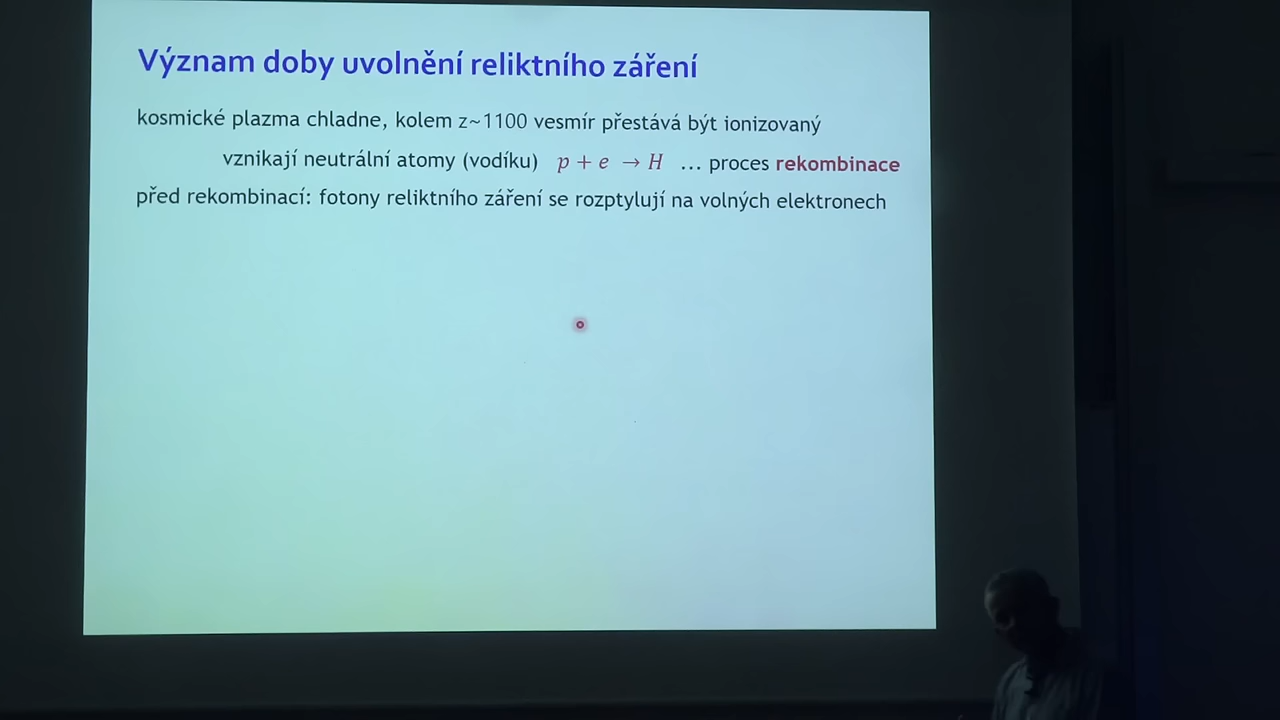 Význam doby uvolnění reliktního záření
kosmické plazma chladne, kolem z~1100 vesmír přestává být ionizovaný
vznikají neutrální atomy (vodíku) p + e → H ... proces rekombinace
před rekombinací: fotony reliktního záření se rozptylují na volných elektronech